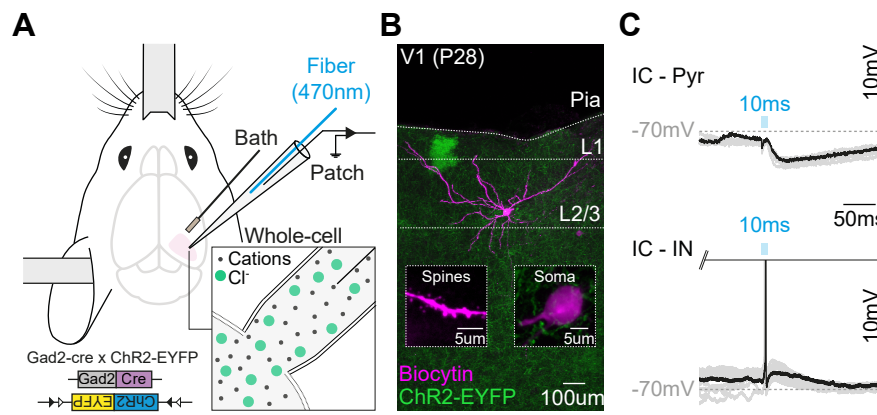 A
Fiber
(470nm)
Bath
Patch
Whole-cell
Cations
Cl-
Gad2-cre x ChR2-EYFP
Gad2 Cre
EYFP ChR2
B
V1 (P28)
Pia
L1
L2/3
Spines
Soma
5um
5um
Biocytin
ChR2-EYFP
100um
C
IC - Pyr
10mV
10ms
-70mV
50ms
IC - IN
10ms
10mV
-70mV